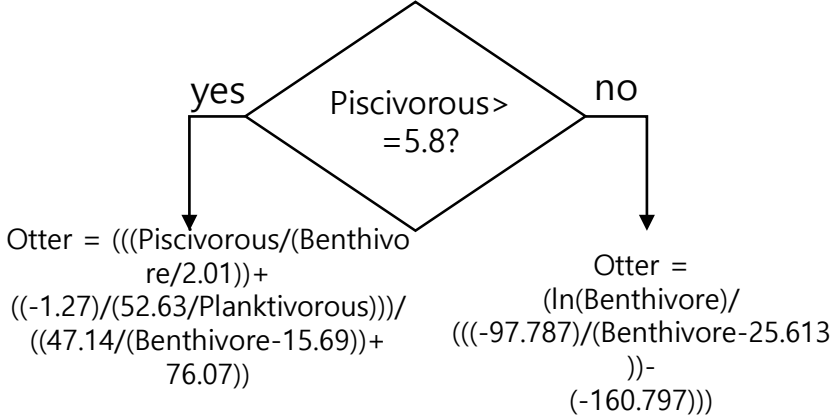 yes
no
Piscivorous>
=5.8?
Otter = (((Piscivorous/(Benthivo
re/2.01))+
((-1.27)/(52.63/Planktivorous)))/
((47.14/(Benthivore-15.69))+
76.07))
Otter =
(ln(Benthivore)/
(((-97.787)/(Benthivore-25.613
))-
(-160.797)))